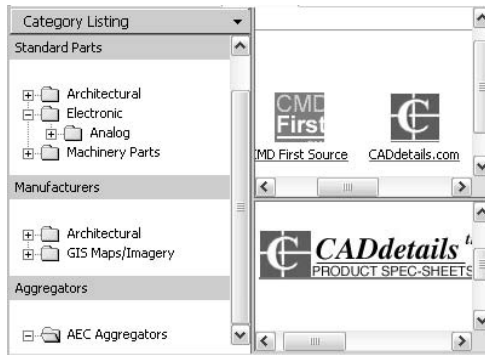 Category Listing
Standard Parts
Architectural
Electronic
Analog
Machinery Parts
Manufacturers
Architectural
GIS Maps/Imagery
Aggregators
AEC Aggregators
CMD
First
MD First Source
CADdetails.com
CADdetails
PRODUCT SPEC-SHEETS